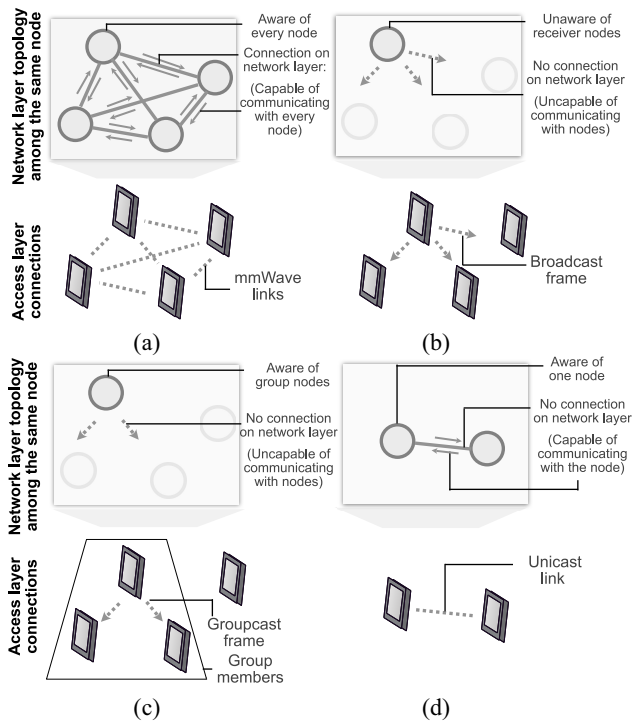 Network layer topology
among the same node
Aware of
every node
Connection on
network layer:
(Capable of
communicating
with every
node)
Unaware of
receiver nodes
No connection
on network layer
(Uncapable of
communicating
with nodes)
Access layer
connections
mmWave
links
Broadcast
frame
(a)
(b)
Network layer topology
among the same node
Aware of
group nodes
No connection
on network layer
(Uncapable of
communicating
with nodes)
Aware of
one node
No connection
on network layer
(Capable of
communicating
with the node)
Access layer
connections
Groupcast
frame
Group
members
Unicast
link
(c)
(d)